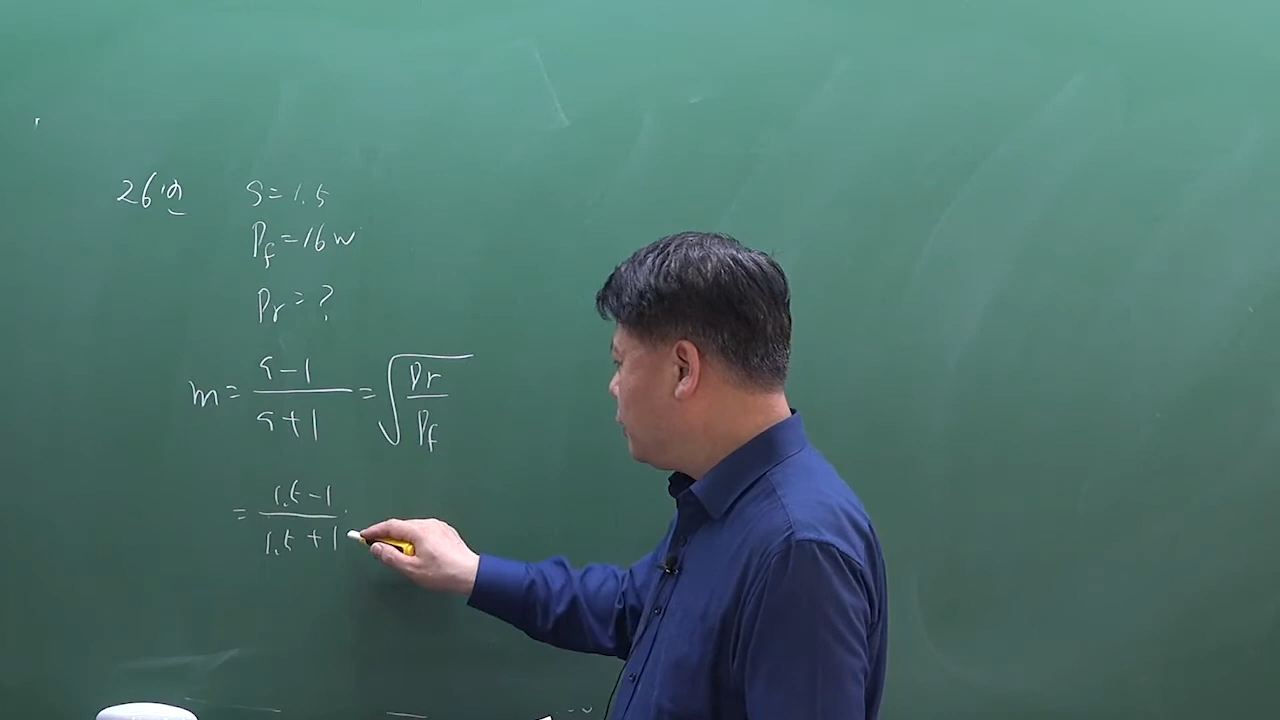 26번
S=1.5
Pf=16W
Pr=?
m= S-1 / S+1 = √ Pr / Pf
= 1.5-1 / 1.5+1